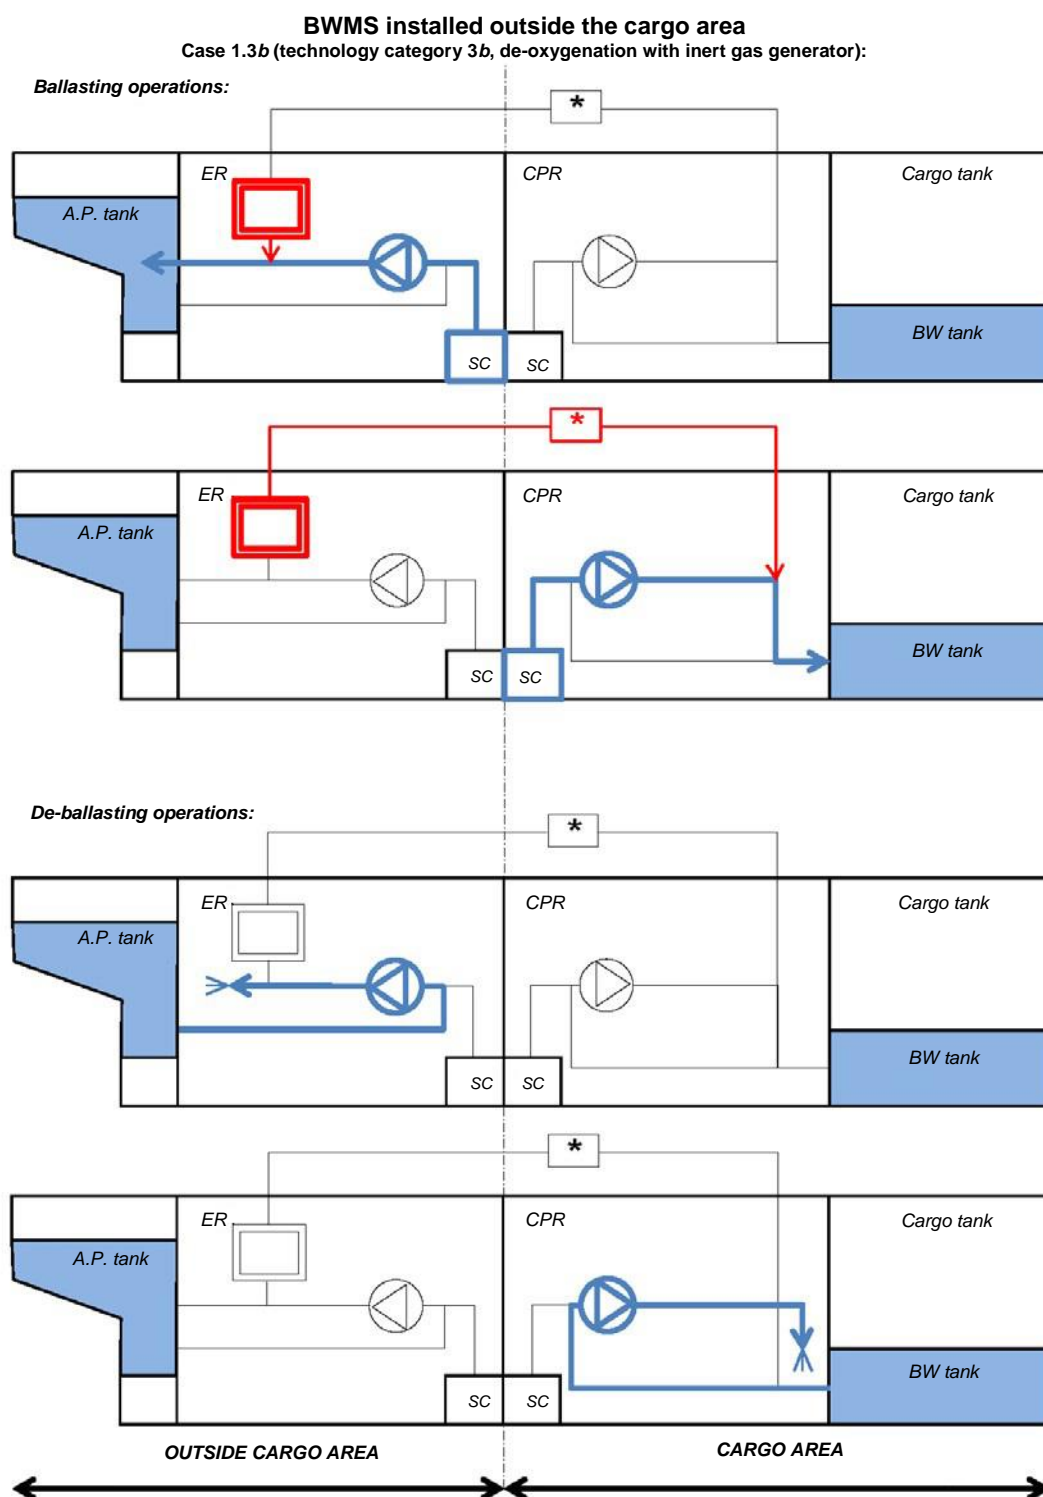 BWMS installed outside the cargo area
Case 1.3b (technology category 3b, de-oxygenation with inert gas generator):
Ballasting operations:
*
ER
CPR
Cargo tank
A.P. tank
BW tank
SC
SC
*
ER
CPR
Cargo tank
A.P. tank
BW tank
SC
SC
De-ballasting operations:
*
ER
CPR
Cargo tank
A.P. tank
BW tank
SC
SC
*
ER
CPR
Cargo tank
A.P. tank
BW tank
SC
SC
OUTSIDE CARGO AREA
CARGO AREA